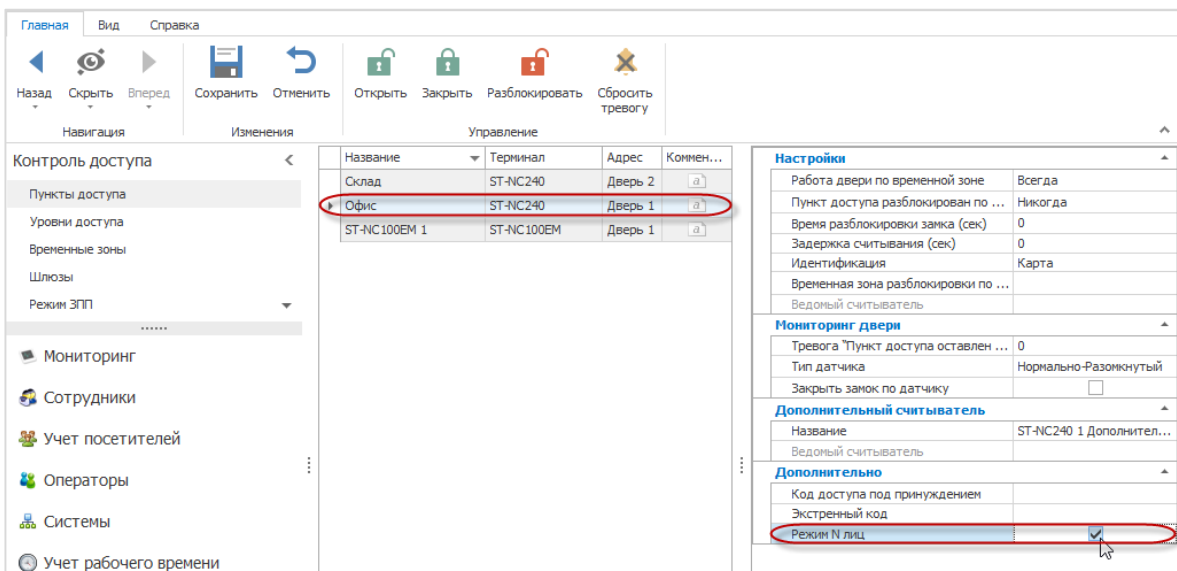 Главная Вид Справка
Назад Скрыть Вперед Сохранить Отменить Открыть Закрыть Разблокировать Сбросить
тревогу
Навигация Изменения Управление
Контроль доступа
Пункты доступа
Уровни доступа
Временные зоны
Шлюзы
Режим ЗПП
Мониторинг
Сотрудники
Учет посетителей
Операторы
Системы
Учет рабочего времени
Название Терминал Адрес Коммен...
Склад ST-NC240 Дверь 2 a
Офис ST-NC240 Дверь 1 a
ST-NC100EM 1 ST-NC100EM Дверь 1 a
Настройки
Работа двери по временной зоне Всегда
Пункт доступа разблокирован по ... Никогда
Время разблокировки замка (сек) 0
Задержка считывания (сек) 0
Идентификация Карта
Временная зона разблокировки по ...
Ведомый считыватель
Мониторинг двери
Тревога "Пункт доступа оставлен ... 0
Тип датчика Нормально-Разомкнутый
Закрыть замок по датчику
Дополнительный считыватель
Название ST-NC240 1 Дополнител...
Ведомый считыватель
Дополнительно
Код доступа под принуждением
Экстренный код
Режим N лиц